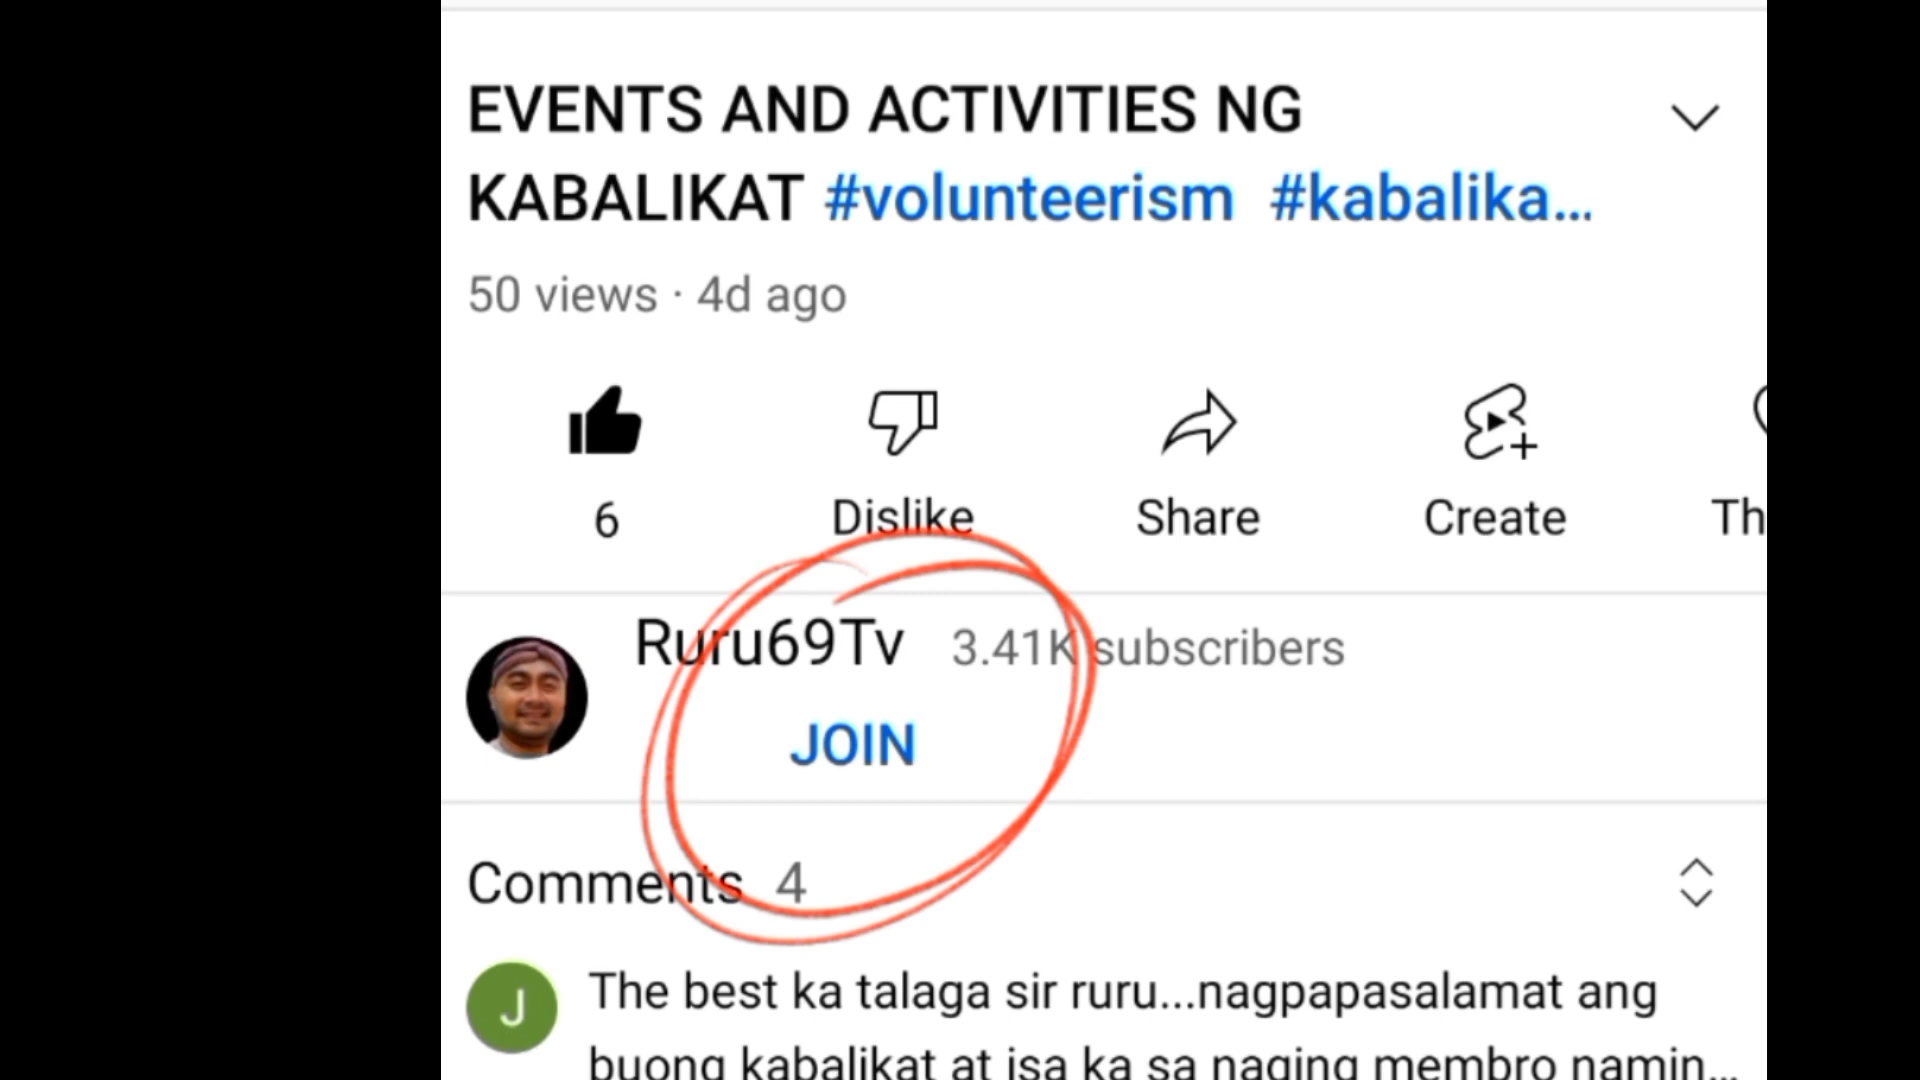 EVENTS AND ACTIVITIES NG
KABALIKAT #volunteerism #kabalika...
50 views · 4d ago
6 Dislike Share Create Th
Ruru69Tv 3.41K subscribers
JOIN
Comments 4
J
The best ka talaga sir ruru...nagpapasalamat ang
buong kabalikat at isa ka sa naging membro namin...